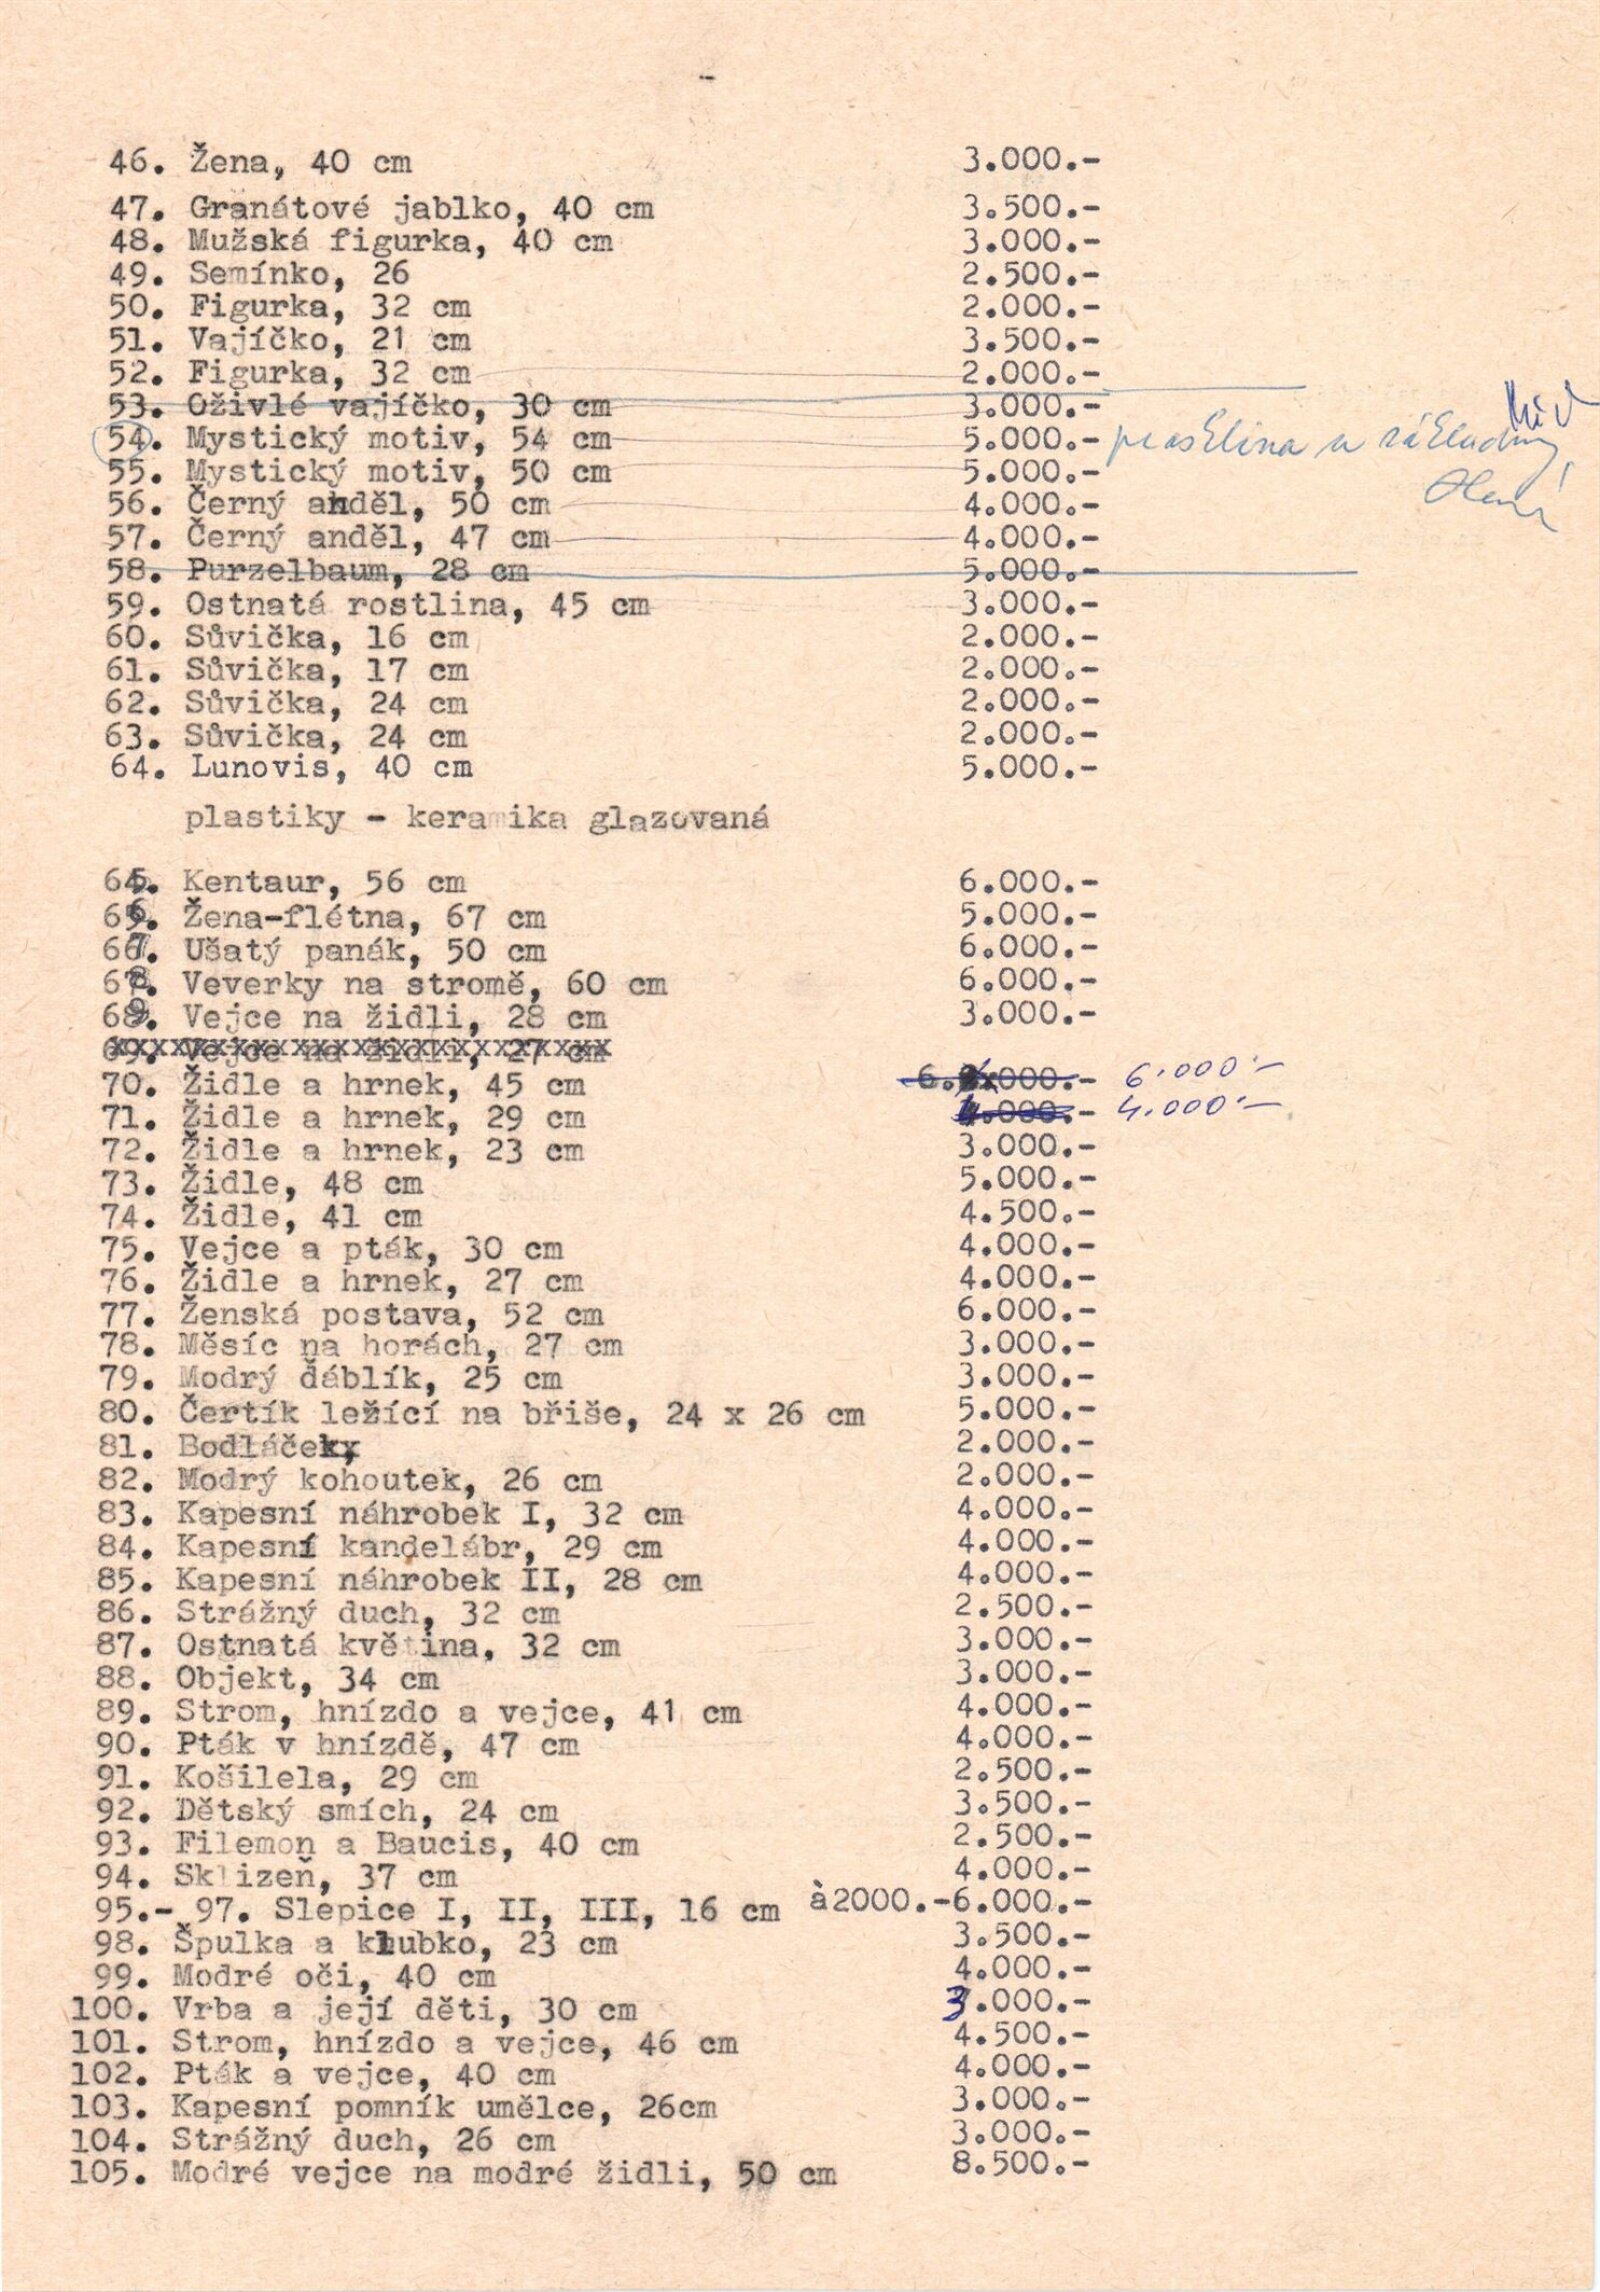 46. Žena, 40 cm 3.000.-
47. Granátové jablko, 40 cm 3.500.-
48. Mužská figurka, 40 cm 3.000.-
49. Semínko, 26 2.500.-
50. Figurka, 32 cm 2.000.-
51. Vajíčko, 21 cm 3.500.-
52. Figurka, 32 cm 2.000.-
53. Oživlé vajíčko, 30 cm 3.000.-
54. Mystický motiv, 54 cm 5.000.- prasklina u základny
55. Mystický motiv, 50 cm 5.000.-
56. Černý anděl, 50 cm 4.000.-
57. Černý anděl, 47 cm 4.000.-
58. Purzelbaum, 28 cm 5.000.-
59. Ostnatá rostlina, 45 cm 3.000.-
60. Sůvička, 16 cm 2.000.-
61. Sůvička, 17 cm 2.000.-
62. Sůvička, 24 cm 2.000.-
63. Sůvička, 24 cm 2.000.-
64. Lunovis, 40 cm 5.000.-
plastiky - keramika glazovaná
65. Kentaur, 56 cm 6.000.-
66. Žena-flétna, 67 cm 5.000.-
67. Ušatý panák, 50 cm 6.000.-
68. Veverky na stromě, 60 cm 6.000.-
69. Vejce na židli, 28 cm 3.000.-
69. Vejce na židli, 27 cm
70. Židle a hrnek, 45 cm 6.000.- 6.000.-
71. Židle a hrnek, 29 cm 4.000.- 4.000.-
72. Židle a hrnek, 23 cm 3.000.-
73. Židle, 48 cm 5.000.-
74. Židle, 41 cm 4.500.-
75. Vejce a pták, 30 cm 4.000.-
76. Židle a hrnek, 27 cm 4.000.-
77. Ženská postava, 52 cm 6.000.-
78. Měsíc na horách, 27 cm 3.000.-
79. Modrý ďáblík, 25 cm 3.000.-
80. Čertík ležící na břiše, 24 x 26 cm 5.000.-
81. Bodláčeky 2.000.-
82. Modrý kohoutek, 26 cm 2.000.-
83. Kapesní náhrobek I, 32 cm 4.000.-
84. Kapesní kandelábr, 29 cm 4.000.-
85. Kapesní náhrobek II, 28 cm 4.000.-
86. Strážný duch, 32 cm 2.500.-
87. Ostnatá květina, 32 cm 3.000.-
88. Objekt, 34 cm 3.000.-
89. Strom, hnízdo a vejce, 41 cm 4.000.-
90. Pták v hnízdě, 47 cm 4.000.-
91. Košilela, 29 cm 2.500.-
92. Dětský smích, 24 cm 3.500.-
93. Filemon a Baucis, 40 cm 2.500.-
94. Sklizeň, 37 cm 4.000.-
95.- 97. Slepice I, II, III, 16 cm à2000.-6.000.-
98. Špulka a klubko, 23 cm 3.500.-
99. Modré oči, 40 cm 4.000.-
100. Vrba a její děti, 30 cm 3.000.-
101. Strom, hnízdo a vejce, 46 cm 4.500.-
102. Pták a vejce, 40 cm 4.000.-
103. Kapesní pomník umělce, 26cm 3.000.-
104. Strážný duch, 26 cm 3.000.-
105. Modré vejce na modré židli, 50 cm 8.500.-